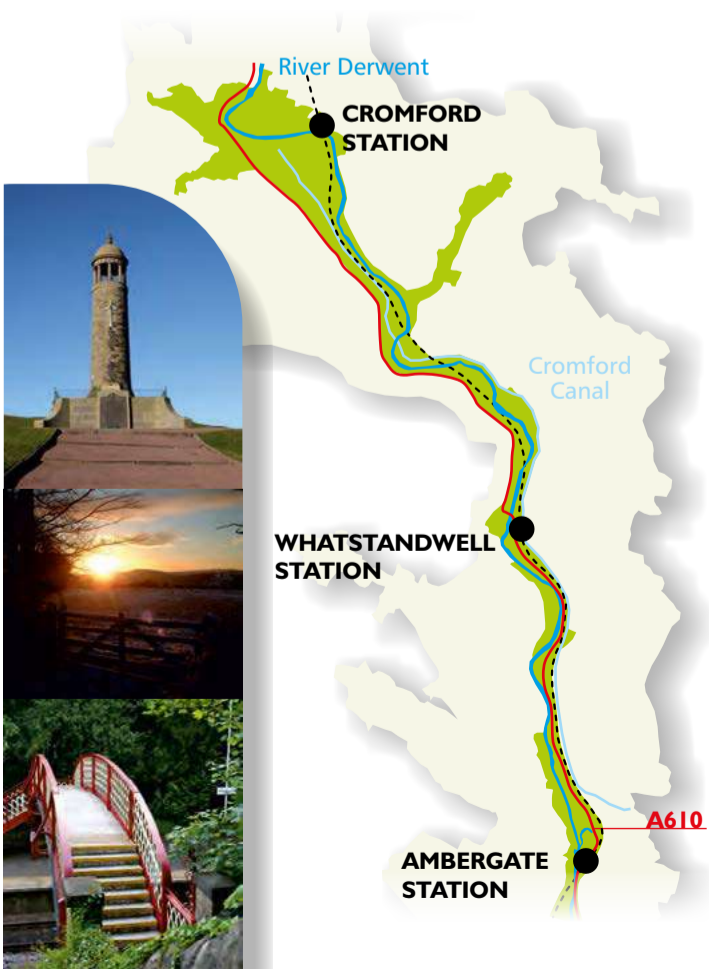 River Derwent
CROMFORD
STATION
Cromford
Canal
WHATSTANDWELL
STATION
A610
AMBERGATE
STATION